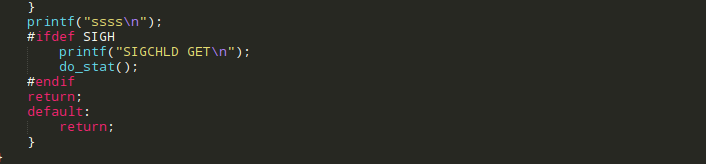 }
printf("ssss\n");
#ifdef SIGH
printf("SIGCHLD GET\n");
do_stat();
#endif
return;
default:
return;
}